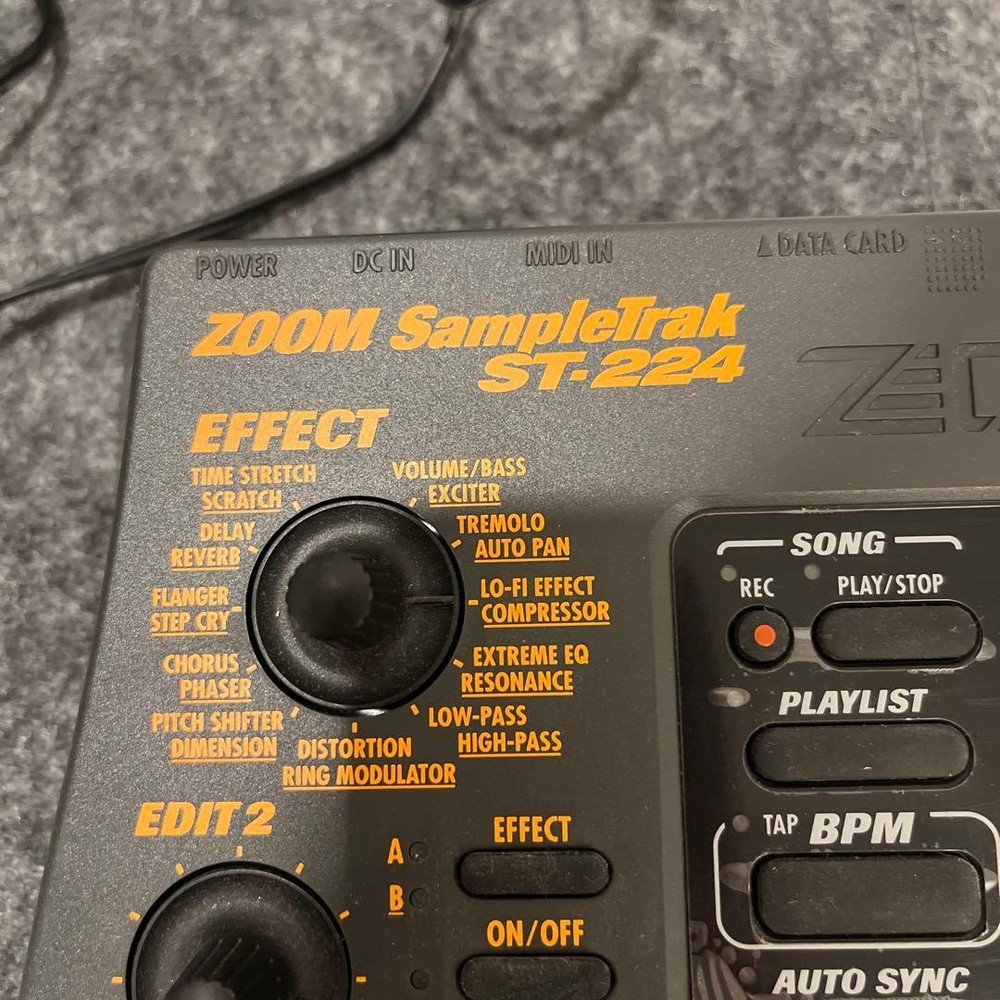 POWER DC IN MIDI IN DATA CARD
ZOOM SampleTrak
ST-224
EFFECT
TIME STRETCH
SCRATCH
DELAY
REVERB
FLANGER
STEP CRY
CHORUS
PHASER
PITCH SHIFTER
DIMENSION
DISTORTION
RING MODULATOR
VOLUME/BASS
EXCITER
TREMOLO
AUTO PAN
LO-FI EFFECT
COMPRESSOR
EXTREME EQ
RESONANCE
LOW-PASS
HIGH-PASS
SONG
REC PLAY/STOP
PLAYLIST
TAP BPM
AUTO SYNC
EDIT 2
A
B
EFFECT
ON/OFF